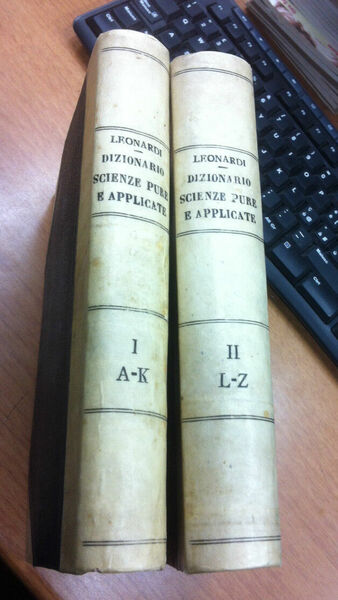 LEONARDI
DIZIONARIO
SCIENZE PURE
E APPLICATE
I
A-K
LEONARDI
DIZIONARIO
SCIENZE PURE
E APPLICATE
II
L-Z